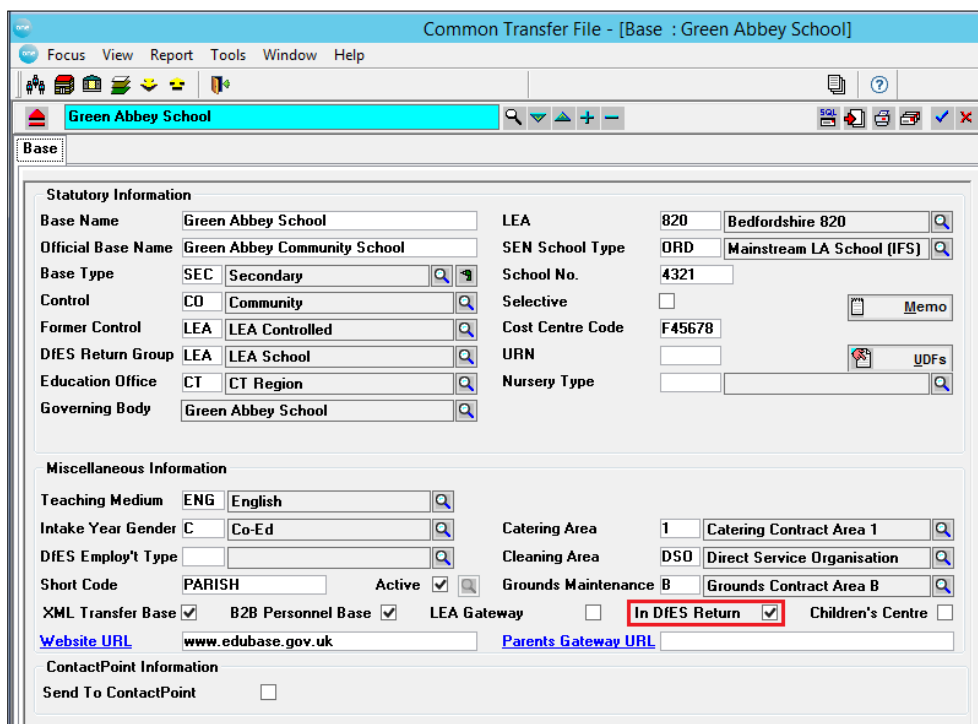 one Common Transfer File - [Base : Green Abbey School]
one Focus View Report Tools Window Help
Green Abbey School SQL
Base
Statutory Information
Base Name Green Abbey School LEA 820 Bedfordshire 820
Official Base Name Green Abbey Community School SEN School Type ORD Mainstream LA School (IFS)
Base Type SEC Secondary School No. 4321
Control CO Community Selective Memo
Former Control LEA LEA Controlled Cost Centre Code F45678
DfES Return Group LEA LEA School URN UDFs
Education Office CT CT Region Nursery Type
Governing Body Green Abbey School
Miscellaneous Information
Teaching Medium ENG English
Intake Year Gender C Co-Ed Catering Area 1 Catering Contract Area 1
DfES Employ't Type Cleaning Area DSO Direct Service Organisation
Short Code PARISH Active Grounds Maintenance B Grounds Contract Area B
XML Transfer Base B2B Personnel Base LEA Gateway In DfES Return Children's Centre
Website URL www.edubase.gov.uk Parents Gateway URL
ContactPoint Information
Send To ContactPoint